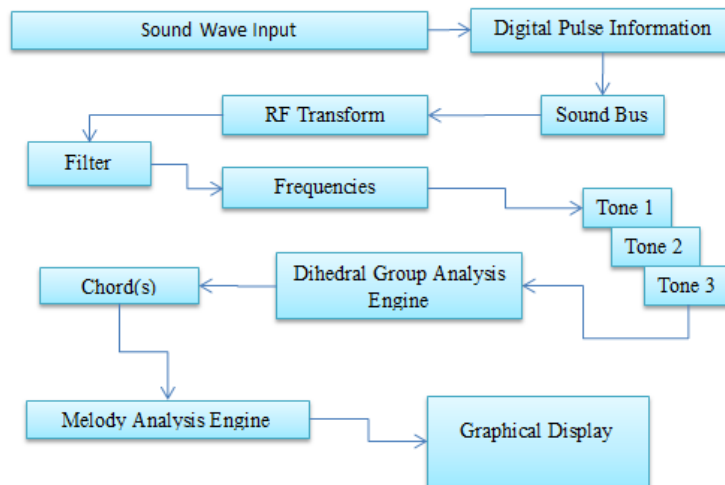 Sound Wave Input
Digital Pulse Information
RF Transform
Sound Bus
Filter
Frequencies
Tone 1
Tone 2
Tone 3
Chord(s)
Dihedral Group Analysis
Engine
Melody Analysis Engine
Graphical Display